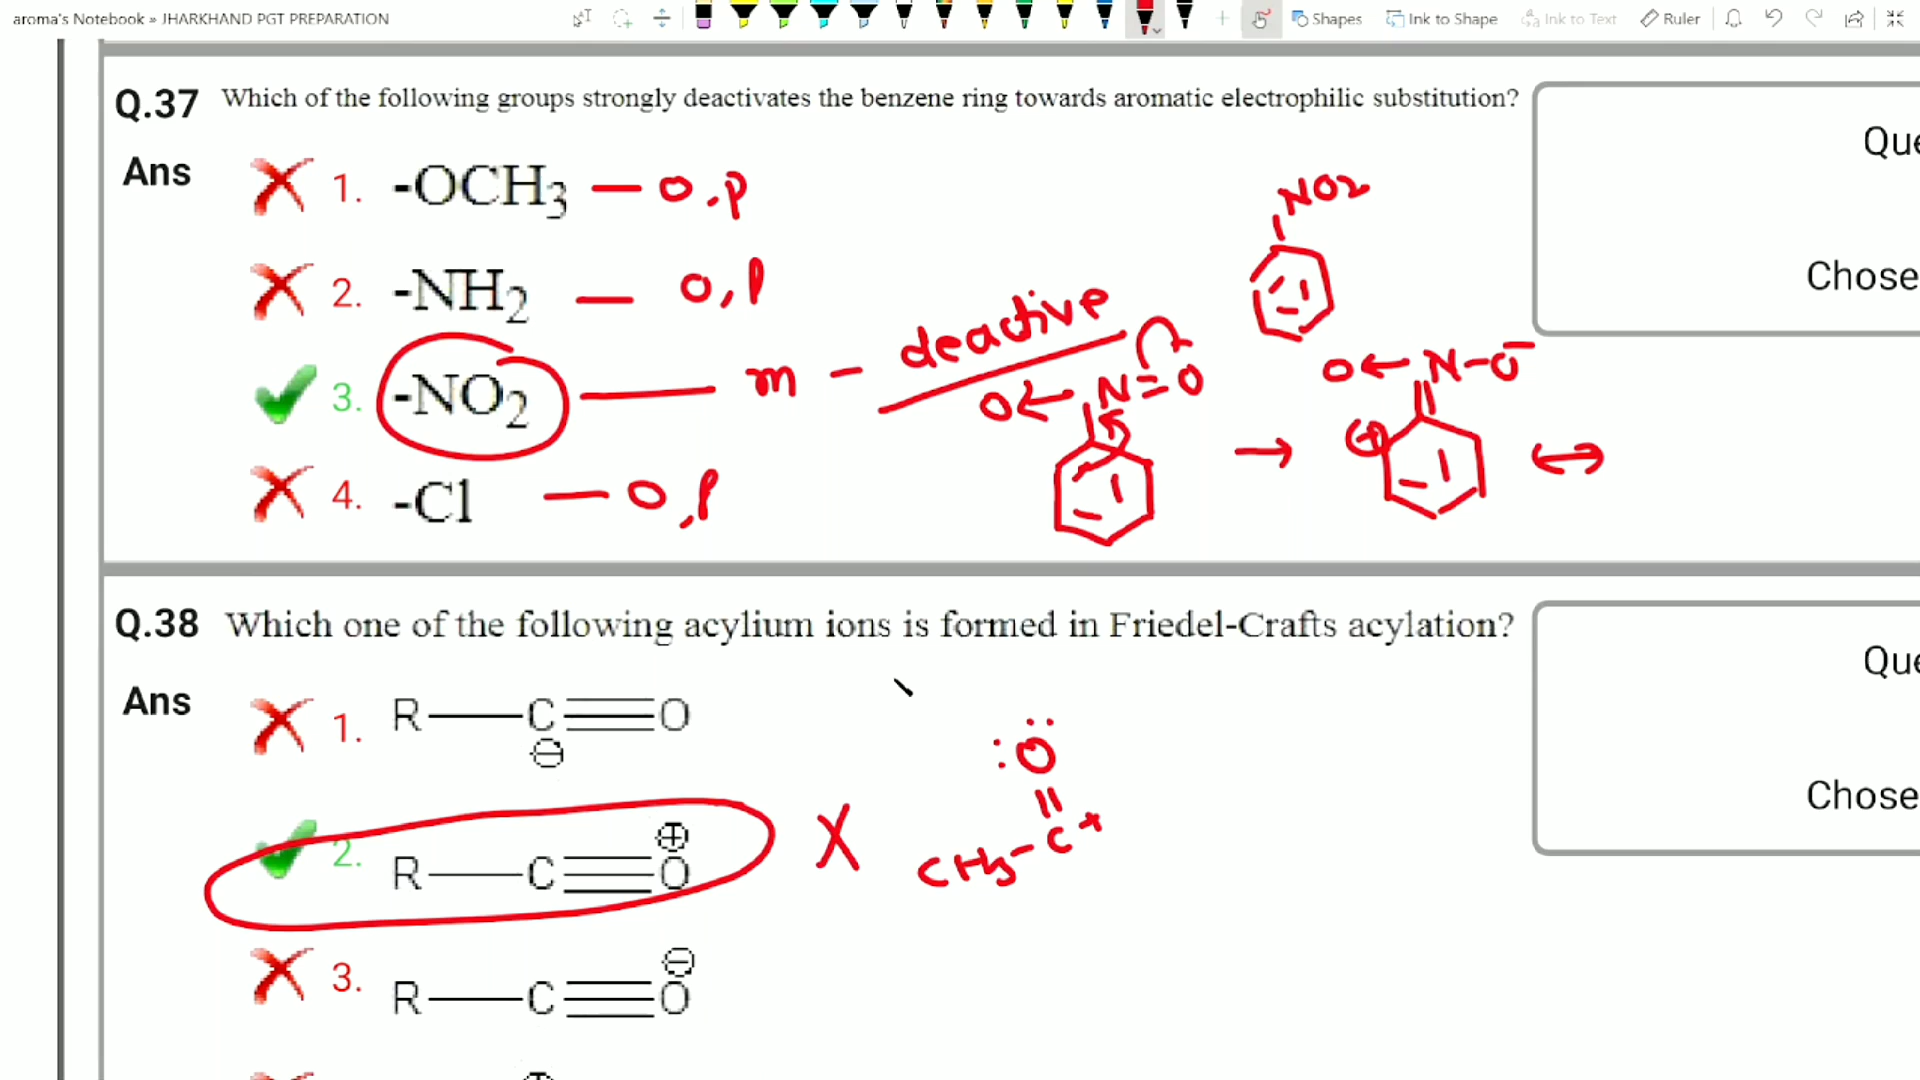 aroma's Notebook » JHARKHAND PGT PREPARATION
Shapes
Ink to Shape
Ink to Text
Ruler
Q.37 Which of the following groups strongly deactivates the benzene ring towards aromatic electrophilic substitution?
Que
Chose
Ans
1. -OCH3 — o,p
2. -NH2 — o,p
3. -NO2 — m - deactive
4. -Cl — o,p
NO2
O← N=O
→
O← N-O⁻
⊕
↔
Q.38 Which one of the following acylium ions is formed in Friedel-Crafts acylation?
Que
Chose
Ans
1. R—C≡O
⊖
⊕
2. R—C≡O
X
:Ö
||
CH3-C+
⊖
3. R—C≡O